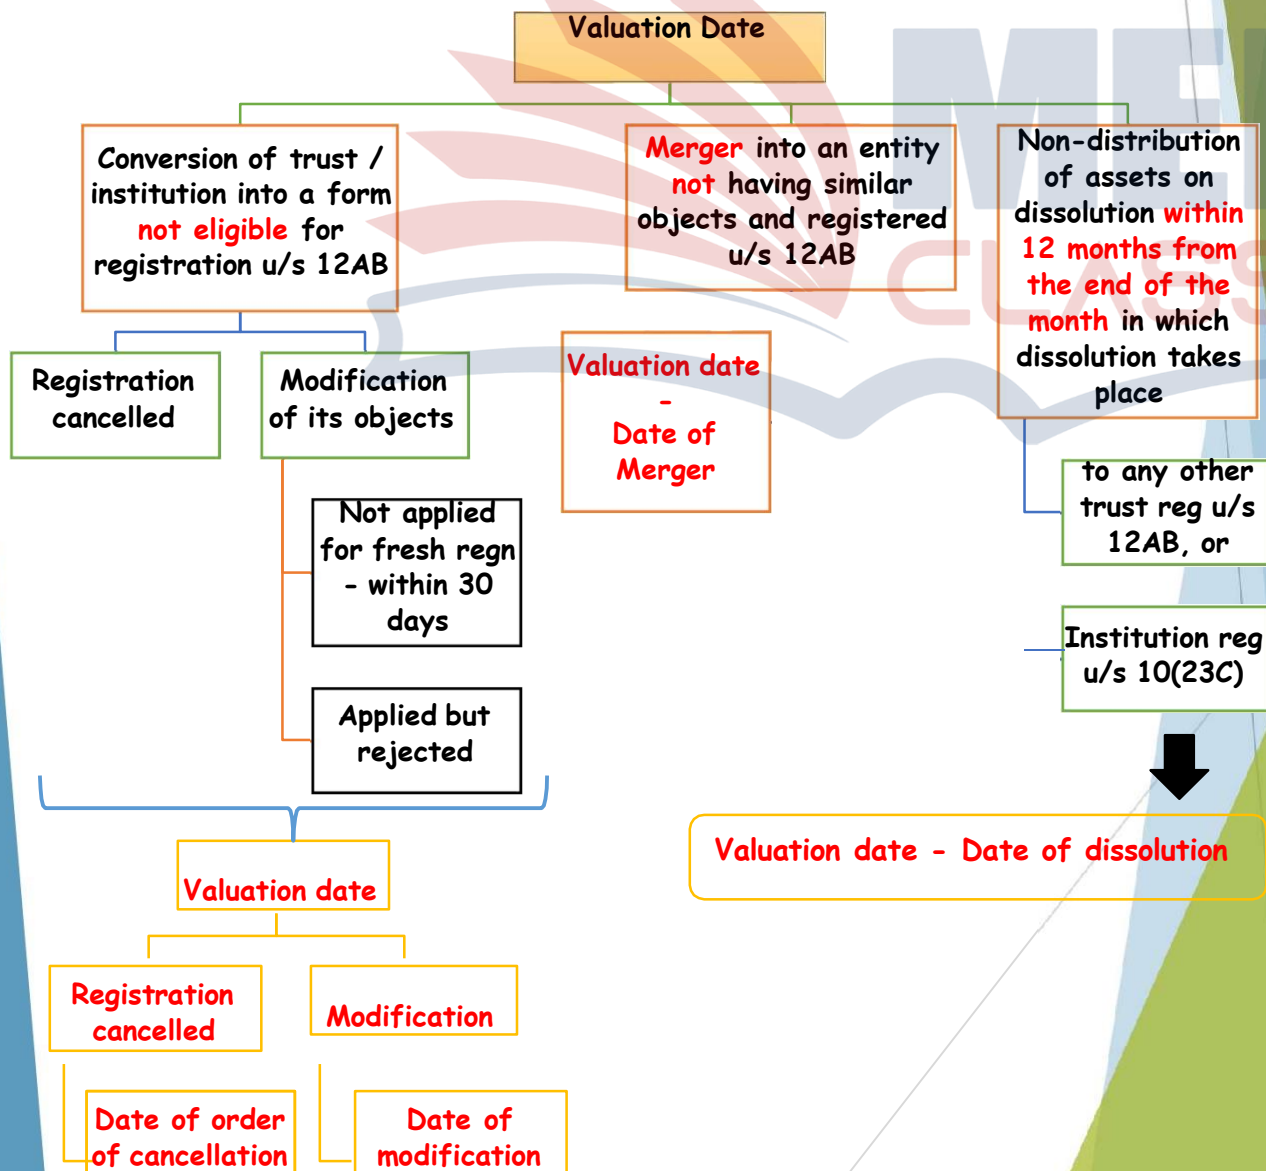 Valuation Date
Conversion of trust /
institution into a form
not eligible for
registration u/s 12AB
Merger into an entity
not having similar
objects and registered
u/s 12AB
Non-distribution
of assets on
dissolution within
12 months from
the end of the
month in which
dissolution takes
place
Registration
cancelled
Modification
of its objects
Valuation date
-
Date of
Merger
to any other
trust reg u/s
12AB, or
Not applied
for fresh regn
- within 30
days
Institution reg
u/s 10(23C)
Applied but
rejected
Valuation date - Date of dissolution
Valuation date
Registration
cancelled
Modification
Date of order
of cancellation
Date of
modification